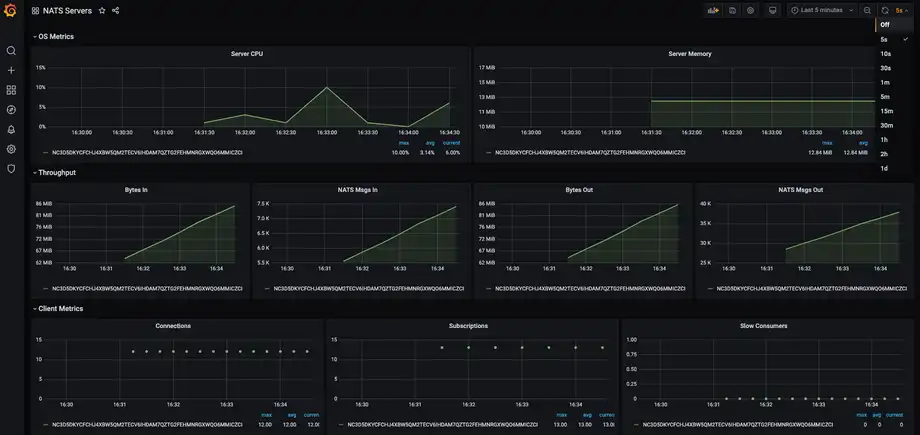 NATS Servers
Last 5 minutes
5s
Off
5s
10s
30s
1m
5m
15m
30m
1h
2h
1d
OS Metrics
Server CPU
15%
10%
5%
0%
16:30:00 16:30:30 16:31:00 16:31:30 16:32:00 16:32:30 16:33:00 16:33:30 16:34:00 16:34:30
max avg current
NC3D5DKYCFCHJ4XBW5QM2TECV6IHDAM7QZTG2FEHMNRGXWQO6MMICZCI 10.00% 3.14% 6.00%
Server Memory
17 MiB
15 MiB
13 MiB
11 MiB
10 MiB
16:30:00 16:30:30 16:31:00 16:31:30 16:32:00 16:32:30 16:33:00 16:33:30 16:34:00
max avg
NC3D5DKYCFCHJ4XBW5QM2TECV6IHDAM7QZTG2FEHMNRGXWQO6MMICZCI 12.84 MiB 12.84 MiB
Throughput
Bytes In
86 MiB
81 MiB
76 MiB
72 MiB
67 MiB
62 MiB
16:30 16:31 16:32 16:33 16:34
NC3D5DKYCFCHJ4XBW5QM2TECV6IHDAM7QZTG2FEHMNRGXWQO6MMICZCI
NATS Msgs In
7.5 K
7.0 K
6.5 K
6.0 K
5.5 K
16:30 16:31 16:32 16:33 16:34
NC3D5DKYCFCHJ4XBW5QM2TECV6IHDAM7QZTG2FEHMNRGXWQO6MMICZCI
Bytes Out
86 MiB
81 MiB
76 MiB
72 MiB
67 MiB
62 MiB
16:30 16:31 16:32 16:33 16:34
NC3D5DKYCFCHJ4XBW5QM2TECV6IHDAM7QZTG2FEHMNRGXWQO6MMICZCI
NATS Msgs Out
40 K
35 K
30 K
25 K
16:30 16:31 16:32 16:33 16:34
NC3D5DKYCFCHJ4XBW5QM2TECV6IHDAM7QZTG2FEHMNRGXWQO6MMICZCI
Client Metrics
Connections
15
10
5
0
16:30 16:31 16:32 16:33 16:34
max avg curren
NC3D5DKYCFCHJ4XBW5QM2TECV6IHDAM7QZTG2FEHMNRGXWQO6MMICZCI 12.00 12.00 12.0
Subscriptions
15
10
5
0
16:30 16:31 16:32 16:33 16:34
max avg curren
NC3D5DKYCFCHJ4XBW5QM2TECV6IHDAM7QZTG2FEHMNRGXWQO6MMICZCI 13.00 13.00 13.0
Slow Consumers
1.00
0.75
0.50
0.25
0
16:30 16:31 16:32 16:33 16:34
max avg current
NC3D5DKYCFCHJ4XBW5QM2TECV6IHDAM7QZTG2FEHMNRGXWQO6MMICZCI 0 0 0